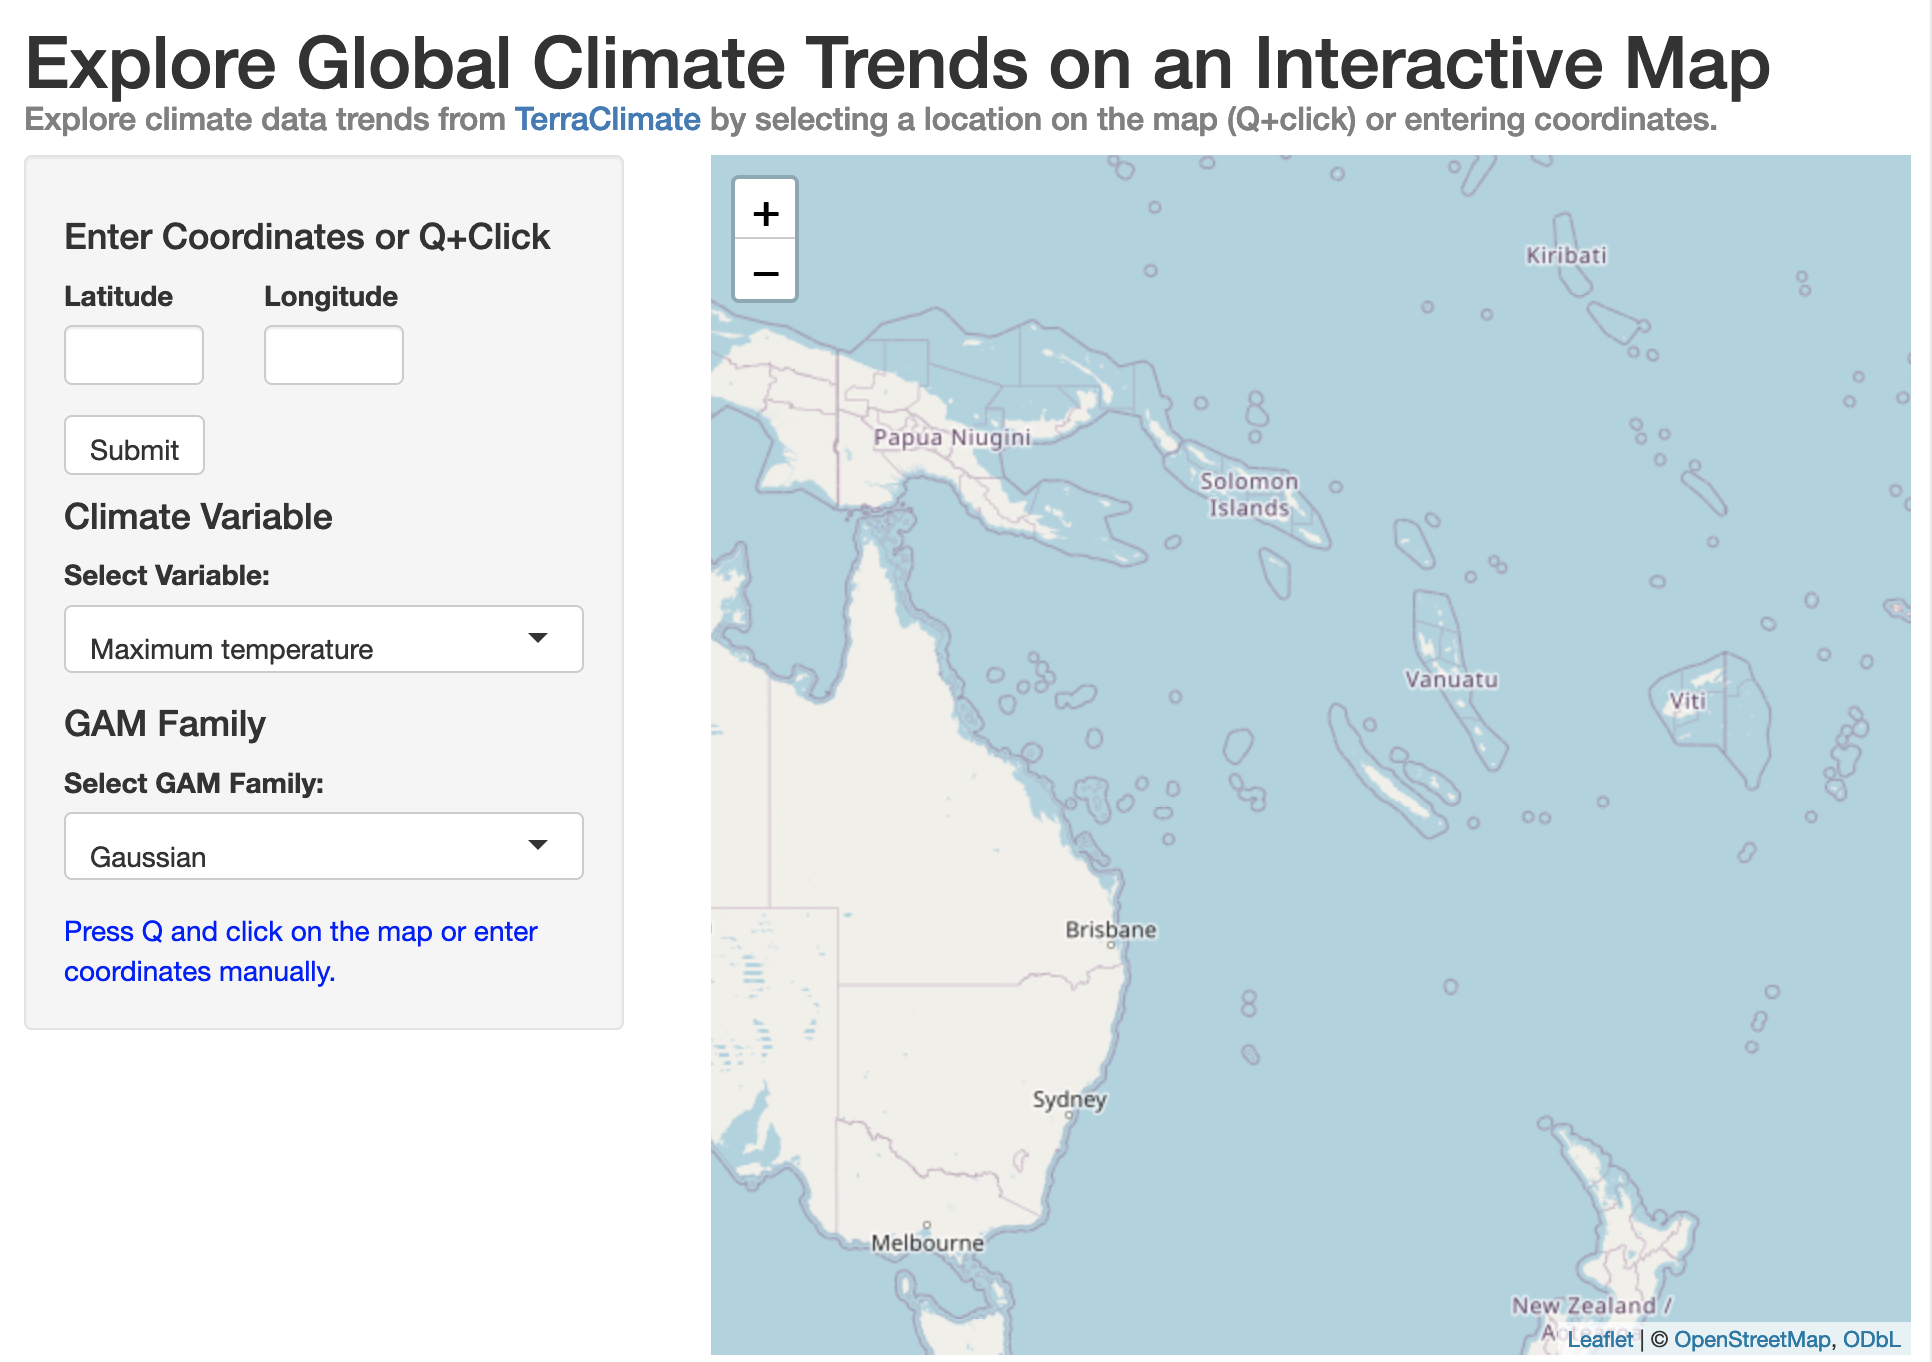 Explore Global Climate Trends on an Interactive Map
Explore climate data trends from TerraClimate by selecting a location on the map (Q+click) or entering coordinates.
Enter Coordinates or Q+Click
Latitude Longitude
Submit
Climate Variable
Select Variable:
Maximum temperature
GAM Family
Select GAM Family:
Gaussian
Press Q and click on the map or enter
coordinates manually.
+
−
Kiribati
Papua Niugini
Solomon
Islands
Vanuatu
Viti
Brisbane
Sydney
Melbourne
New Zealand /
Leaflet | © OpenStreetMap, ODbL